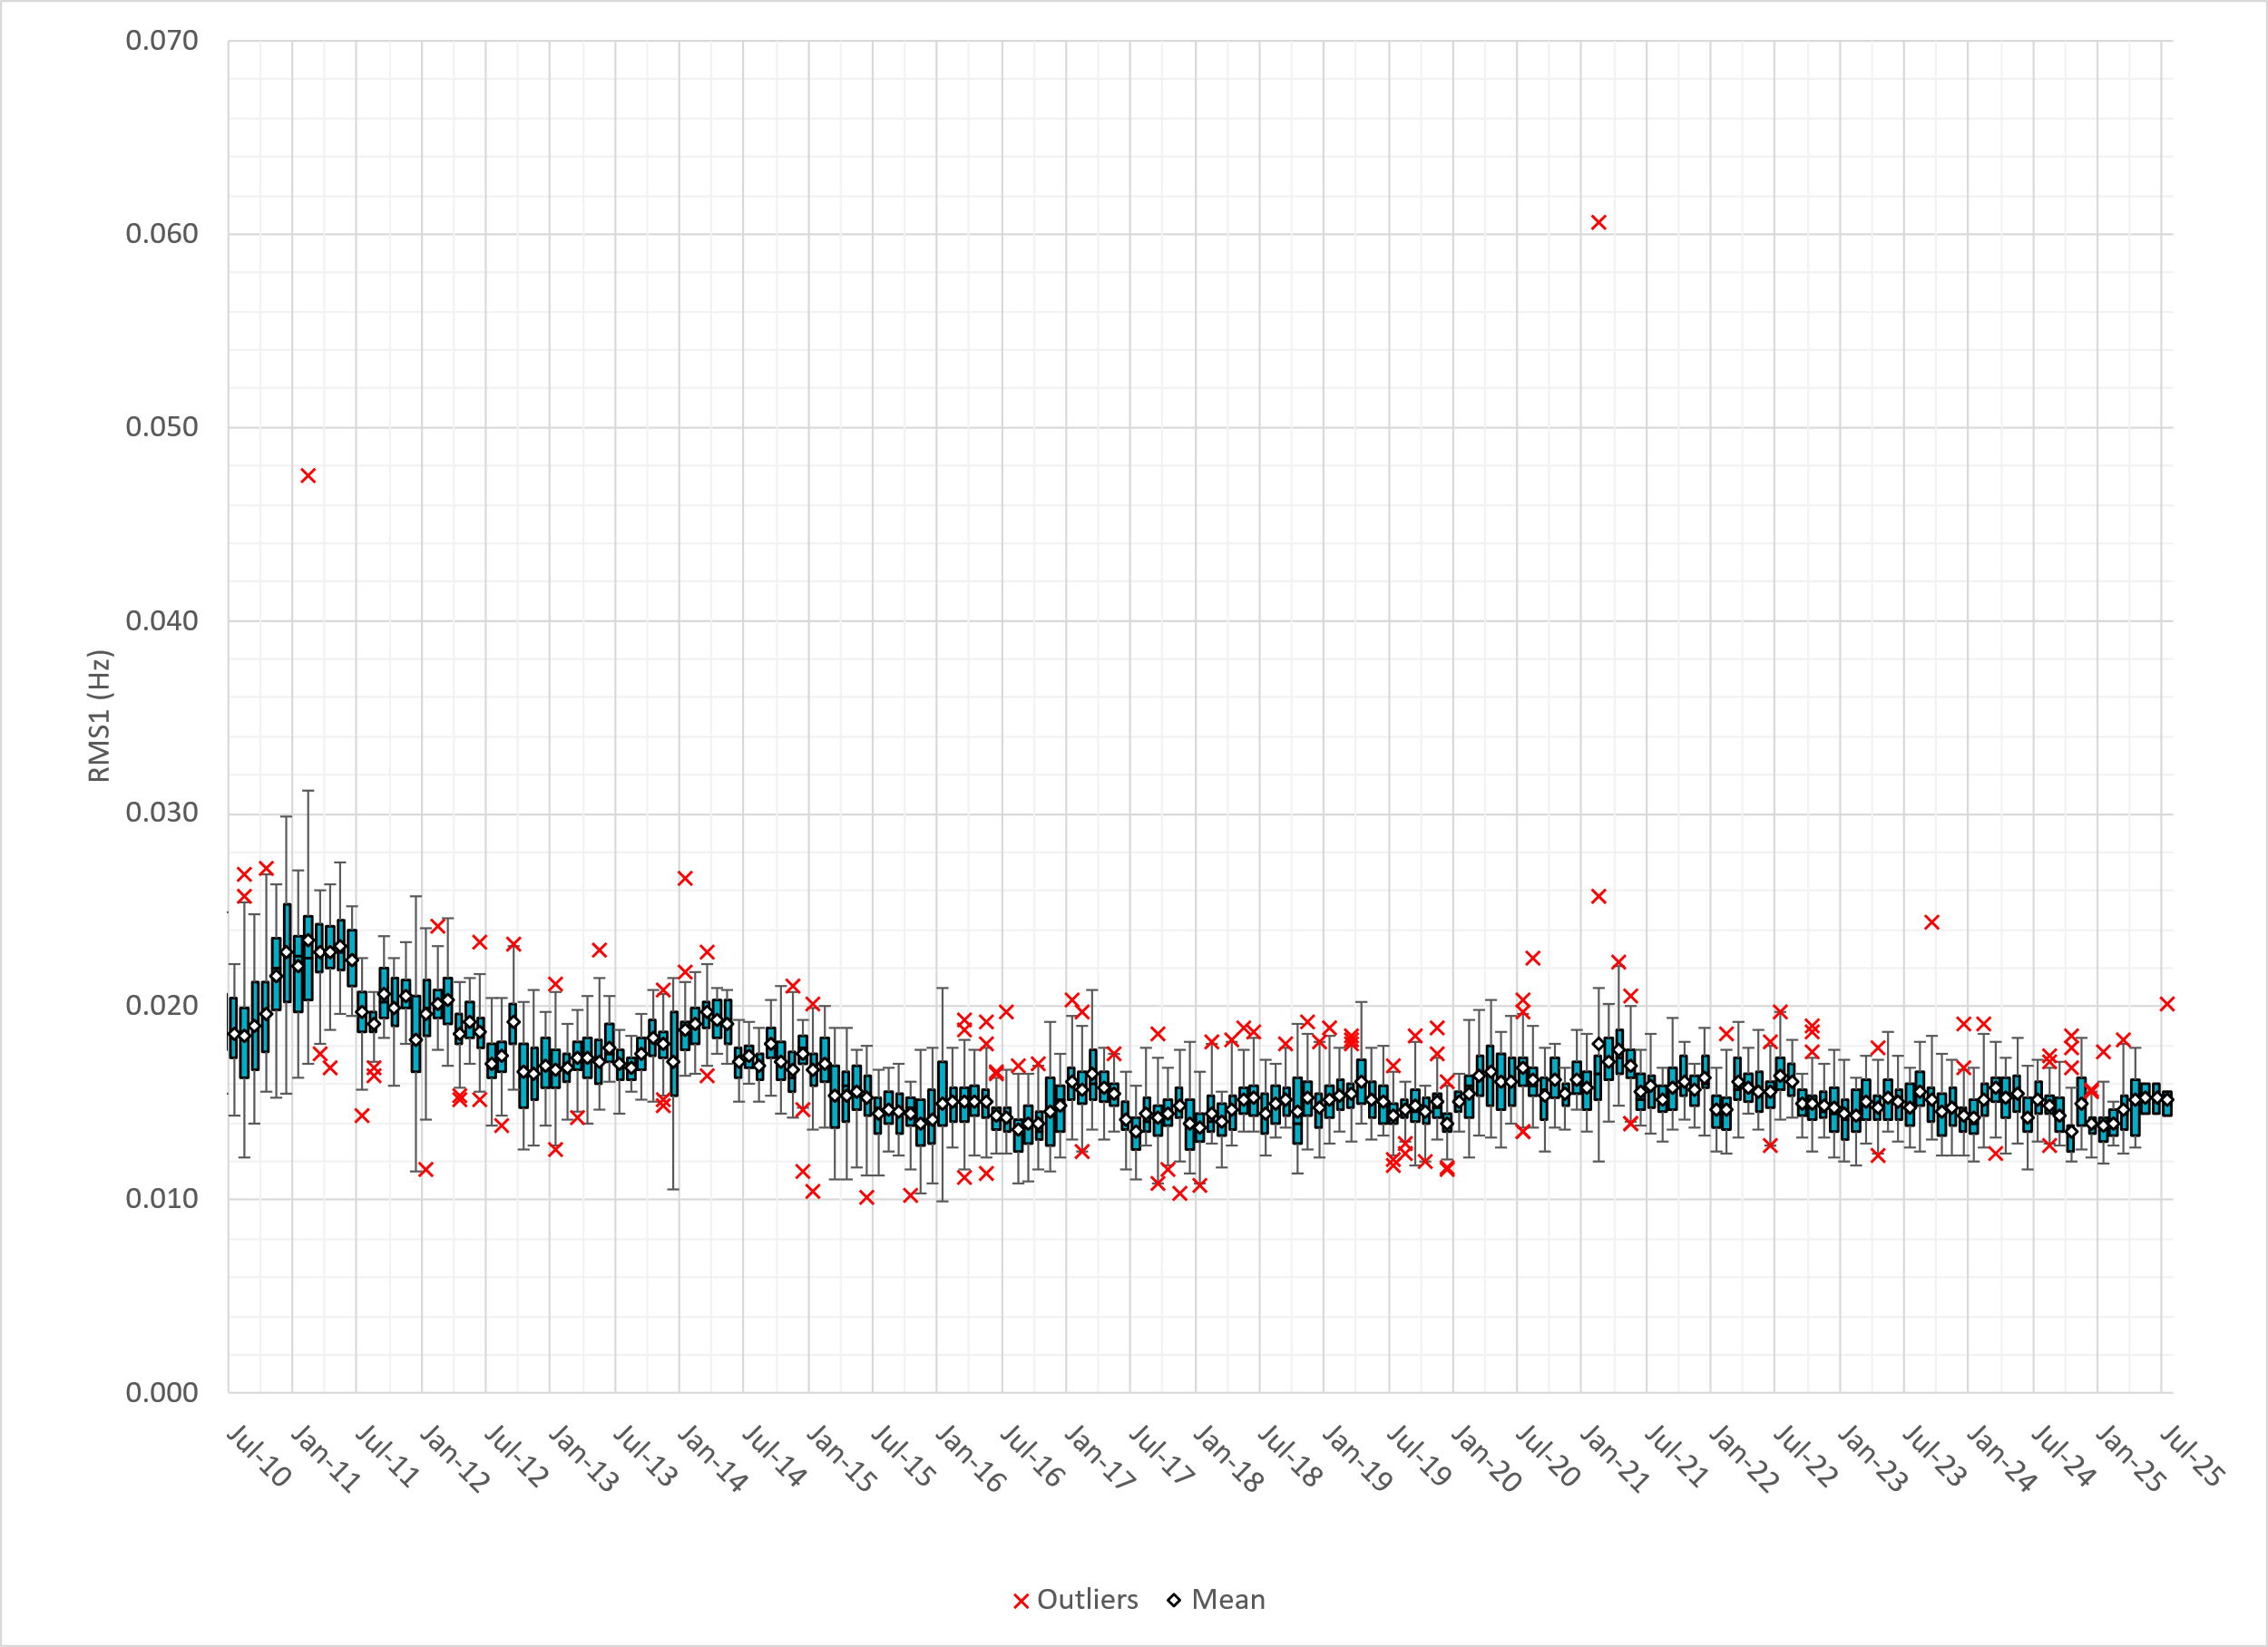 0.070
0.060
0.050
0.040
0.030
0.020
0.010
0.000
RMS1 (Hz)
Jul-10
Jan-11
Jul-11
Jan-12
Jul-12
Jan-13
Jul-13
Jan-14
Jul-14
Jan-15
Jul-15
Jan-16
Jul-16
Jan-17
Jul-17
Jan-18
Jul-18
Jan-19
Jul-19
Jan-20
Jul-20
Jan-21
Jul-21
Jan-22
Jul-22
Jan-23
Jul-23
Jan-24
Jul-24
Jan-25
Jul-25
Outliers Mean